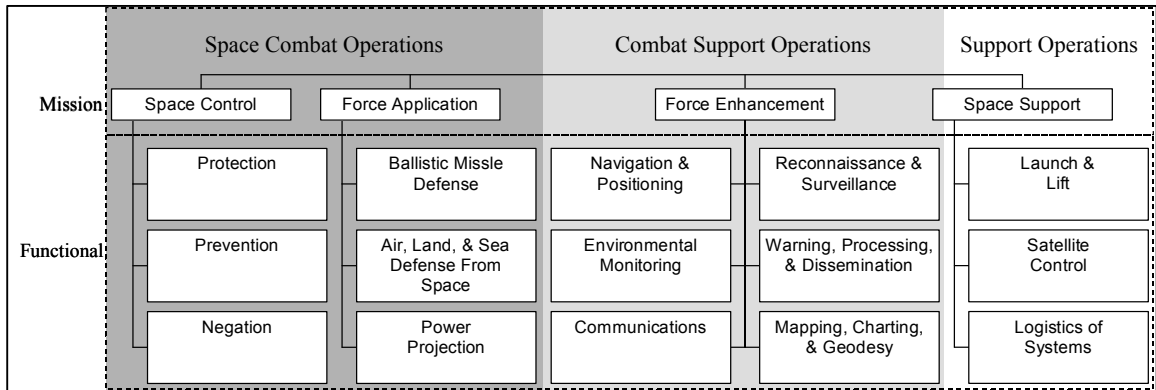 Space Combat Operations
Combat Support Operations
Support Operations
Mission
Space Control
Force Application
Force Enhancement
Space Support
Functional
Protection
Prevention
Negation
Ballistic Missle
Defense
Air, Land, & Sea
Defense From
Space
Power
Projection
Navigation &
Positioning
Environmental
Monitoring
Communications
Reconnaissance &
Surveillance
Warning, Processing,
& Dissemination
Mapping, Charting,
& Geodesy
Launch &
Lift
Satellite
Control
Logistics of
Systems